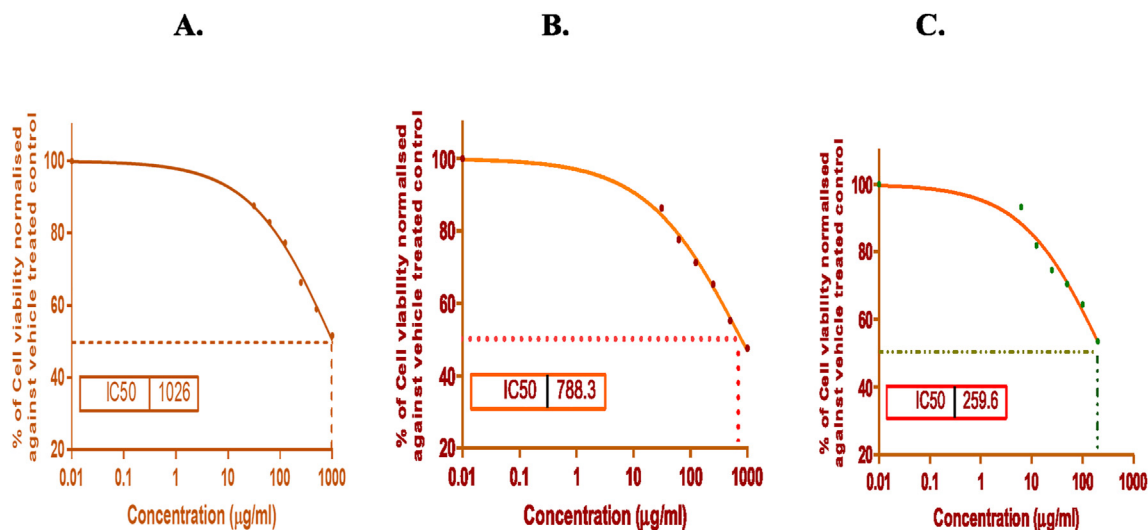 A.
B.
C.
% of Cell viability normalised
against vehicle treated control
100
80
60
40
20
IC50 1026
0.01 0.1 1 10 100 1000
Concentration (µg/ml)
% of Cell viability normalised
against vehicle treated control
100
80
60
40
20
IC50 788.3
0.01 0.1 1 10 100 1000
Concentration (µg/ml)
% of Cell viability normalised
against vehicle treated control
100
80
60
40
20
IC50 259.6
0.01 0.1 1 10 100 1000
Concentration (µg/ml)